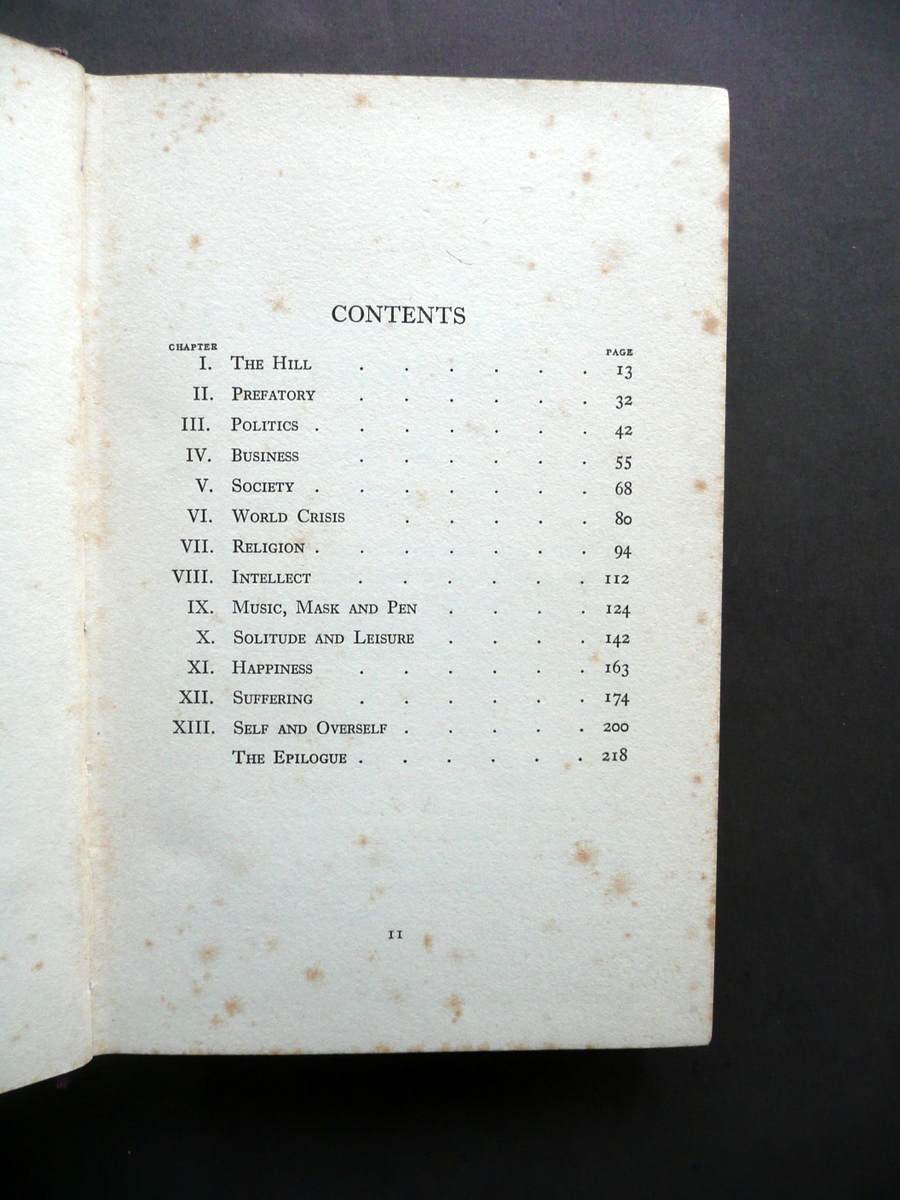 CONTENTS
CHAPTER PAGE
I. THE HILL . . . . . . 13
II. PREFATORY . . . . . . 32
III. POLITICS . . . . . . . 42
IV. BUSINESS . . . . . . 55
V. SOCIETY . . . . . . . 68
VI. WORLD CRISIS . . . . . 80
VII. RELIGION . . . . . . . 94
VIII. INTELLECT . . . . . . 112
IX. MUSIC, MASK AND PEN . . . . 124
X. SOLITUDE AND LEISURE . . . . 142
XI. HAPPINESS . . . . . . 163
XII. SUFFERING . . . . . . 174
XIII. SELF AND OVERSELF . . . . . 200
THE EPILOGUE . . . . . . 218
11